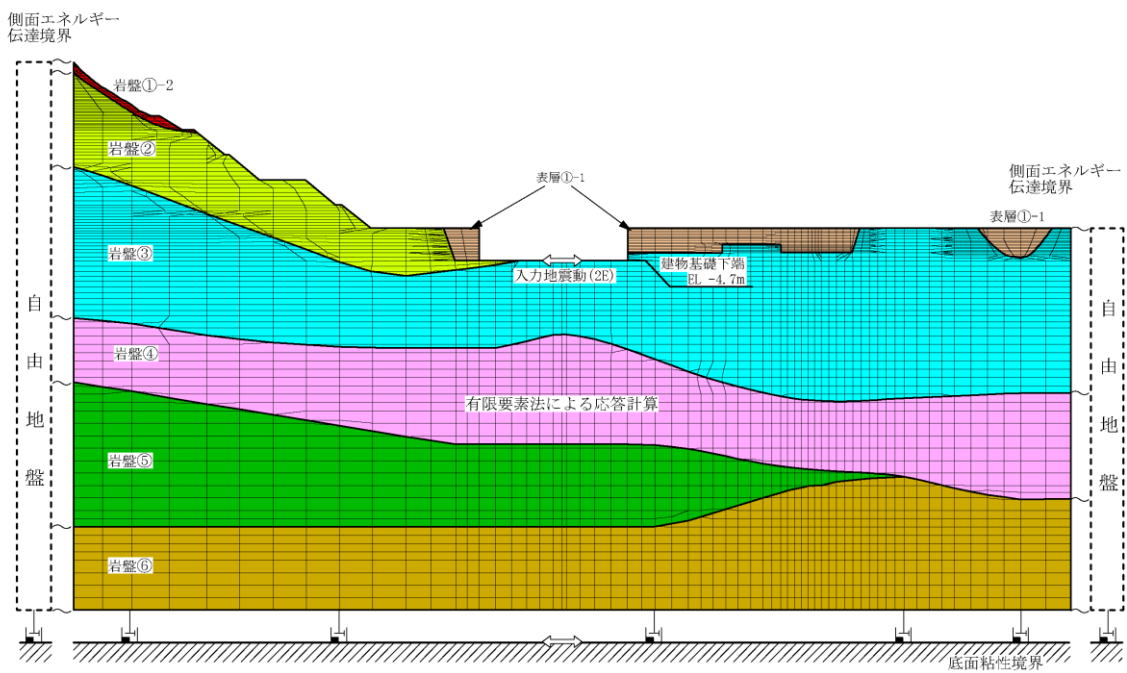 側面エネルギー
伝達境界
岩盤①-2
岩盤②
表層①-1
側面エネルギー
伝達境界
表層①-1
岩盤③
入力地震動(2E)
建物基礎下端
EL -4.7m
自由地盤
自由地盤
岩盤④
有限要素法による応答計算
岩盤⑤
岩盤⑥
底面粘性境界